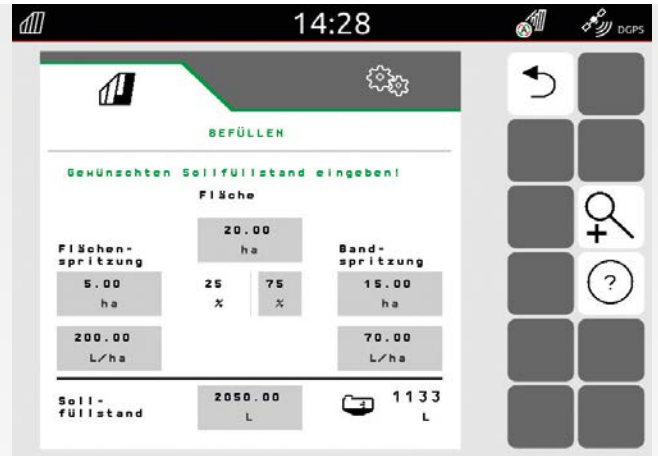 14:28
DGPS
BEFÜLLEN
Gewünschten Sollfüllstand eingeben!
Fläche
20.00
ha
Flächen-
spritzung
Band-
spritzung
5.00
ha
25
%
75
%
15.00
ha
200.00
L/ha
70.00
L/ha
Soll-
füllstand
2050.00
L
1133
L
?